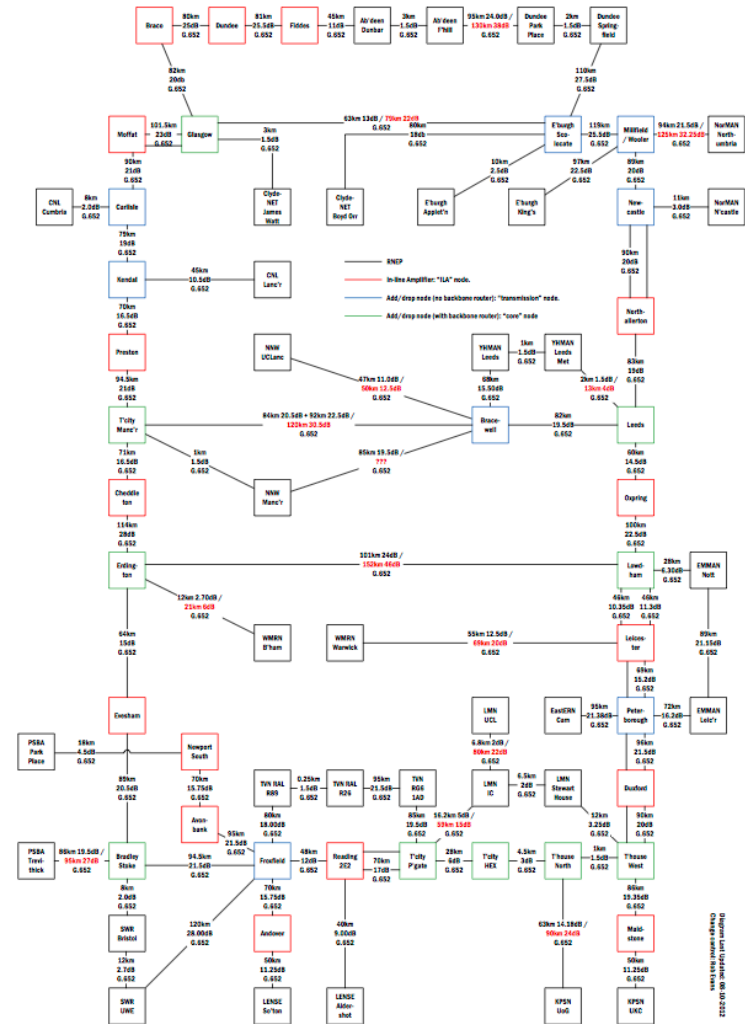 80km
25dB
G.652
81km
25.5dB
G.652
45km
11dB
G.652
3km
1.5dB
G.652
95km 24.0dB /
130km 38dB
G.652
2km
1.5dB
G.652
Brace
Dundee
Fiddes
Ab'deen
Dunbar
Ab'deen
F'hill
Dundee
Park
Place
Dundee
Spring-
field
82km
20db
G.652
110km
27.5dB
G.652
Moffat
101.5km
23dB
G.652
Glasgow
3km
1.5dB
G.652
63km 13dB / 79km 23dB
G.652
80km
18db
G.652
E'burgh
Sco-
locate
119km
25.5dB
G.652
Millfield
/ Wooler
94km 21.5dB /
125km 32.25dB
G.652
NorMAN
North-
umbria
90km
21dB
G.652
10km
2.5dB
G.652
97km
22.5dB
G.652
89km
20dB
G.652
CNL
Cumbria
6km
2.0dB
G.652
Carlisle
Clyde-
NET
James
Watt
Clyde-
NET
Boyd Orr
E'burgh
Applet'n
E'burgh
King's
New-
castle
11km
3.0dB
G.652
NorMAN
N'castle
79km
19dB
G.652
90km
20dB
G.652
Kendal
45km
10.5dB
G.652
CNL
Lanc'r
RNEP
In-line Amplifier: "ILA" node.
Add/drop node (no backbone router): "transmission" node.
Add/drop node (with backbone router): "core" node
70km
16.5dB
G.652
North-
allerton
Preston
NNW
UCLanc
YHMAN
Leeds
1km
1.5dB
G.652
YHMAN
Leeds
Met
83km
19dB
G.652
94.5km
21dB
G.652
47km 11.0dB /
50km 12.5dB
G.652
68km
15.50dB
G.652
2km 1.5dB /
13km 4dB
G.652
T'city
Manc'r
84km 20.5dB + 92km 22.5dB /
120km 30.5dB
G.652
Brace-
well
82km
19.5dB
G.652
Leeds
71km
16.5dB
G.652
1km
1.5dB
G.652
85km 19.5dB /
???
G.652
60km
14.5dB
G.652
Cheddle
ton
NNW
Manc'r
Oxpring
114km
28dB
G.652
100km
22.5dB
G.652
Erding-
ton
101km 24dB /
152km 46dB
G.652
Lowd-
ham
28km
6.30dB
G.652
EMMAN
Nott
12km 2.70dB /
21km 6dB
G.652
46km
10.35dB
G.652
46km
11.3dB
G.652
64km
15dB
G.652
WMRN
B'ham
WMRN
Warwick
55km 12.5dB /
69km 20dB
G.652
Leices-
ter
89km
21.15dB
G.652
69km
15.2dB
G.652
Evesham
LMN
UCL
EastERN
Cam
95km
21.38dB
G.652
Peter-
borough
72km
16.2dB
G.652
EMMAN
Leic'r
PSBA
Park
Place
18km
4.5dB
G.652
Newport
South
6.8km 2dB /
80km 22dB
G.652
96km
21.5dB
G.652
89km
20.5dB
G.652
70km
15.75dB
G.652
TVN RAL
R89
0.25km
1.5dB
G.652
TVN RAL
R26
95km
21.5dB
G.652
TVN
RG6
1AD
LMN
IC
6.5km
2dB
G.652
LMN
Stewart
House
Duxford
Avon-
bank
95km
21.5dB
G.652
80km
18.00dB
G.652
85km
19.5dB
G.652
16.2km 5dB /
59km 15dB
G.652
12km
3.25dB
G.652
90km
20dB
G.652
PSBA
Trevi-
thick
86km 19.5dB /
95km 27dB
G.652
Bradley
Stoke
94.5km
21.5dB
G.652
Froxfield
48km
12dB
G.652
Reading
2E2
70km
17dB
G.652
T'city
P'gate
28km
6dB
G.652
T'city
HEX
4.5km
3dB
G.652
T'house
North
1km
1.5dB
G.652
T'house
West
8km
2.0dB
G.652
120km
28.00dB
G.652
70km
15.75dB
G.652
40km
9.00dB
G.652
63km 14.18dB /
90km 24dB
G.652
86km
19.35dB
G.652
SWR
Bristol
Andover
Maid-
stone
12km
2.7dB
G.652
50km
11.25dB
G.652
50km
11.25dB
G.652
SWR
UWE
LENSE
So'ton
LENSE
Alder-
shot
KPSN
UoG
KPSN
UKC
Diagram Last Updated: 08-10-2012
Change control: Rob Evans